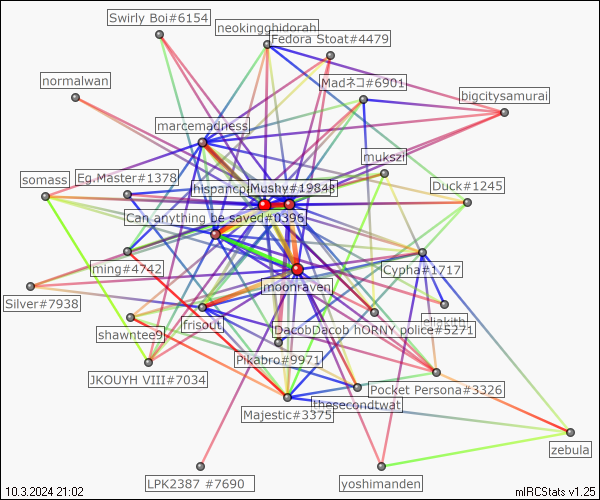 Swirly Boi#6154
neokingghidorah
Fedora Stoat#4479
normalwan
Madネコ#6901
bigcitysamurai
marcemadness
mukszi
somass
Eg.Master#1378
Mushy#19848
Duck#1245
Can anything be saved#0396
ming#4742
Cypha#1717
moonraven
Silver#7938
shawntee9
frisout
DacobDacob hORNY police#5271
Pikabro#9971
JKOUYH VIII#7034
Pocket Persona#3326
Majestic#3375
thesecondtwat
zebula
LPK2387 #7690
yoshimanden
10.3.2024 21:02
mIRCStats v1.25